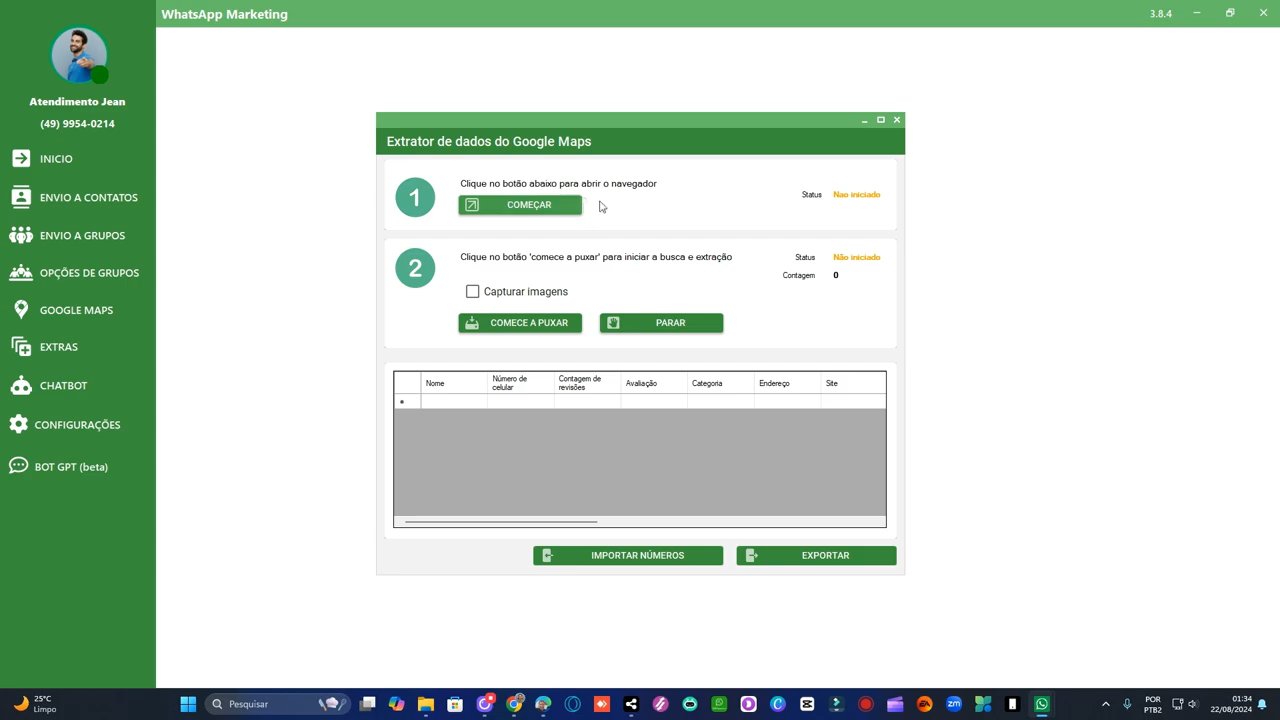 WhatsApp Marketing
3.8.4
Atendimento Jean
(49) 9954-0214
INICIO
ENVIO A CONTATOS
ENVIO A GRUPOS
OPÇÕES DE GRUPOS
GOOGLE MAPS
EXTRAS
CHATBOT
CONFIGURAÇÕES
BOT GPT (beta)
Extrator de dados do Google Maps
1
Clique no botão abaixo para abrir o navegador
COMEÇAR
Status Nao iniciado
2
Clique no botão 'comece a puxar' para iniciar a busca e extração
Status Não iniciado
Contagem 0
Capturar imagens
COMECE A PUXAR
PARAR
Nome
Número de
celular
Contagem de
revisões
Avaliação
Categoria
Endereço
Site
IMPORTAR NÚMEROS
EXPORTAR
25°C
Limpo
Pesquisar
zm
POR
PTB2
01:34
22/08/2024